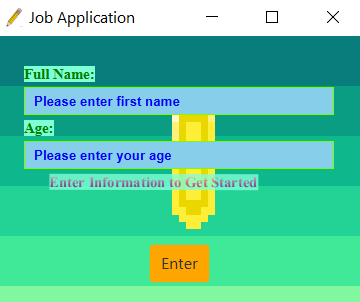 Job Application
Full Name:
Please enter first name
Age:
Please enter your age
Enter Information to Get Started
Enter